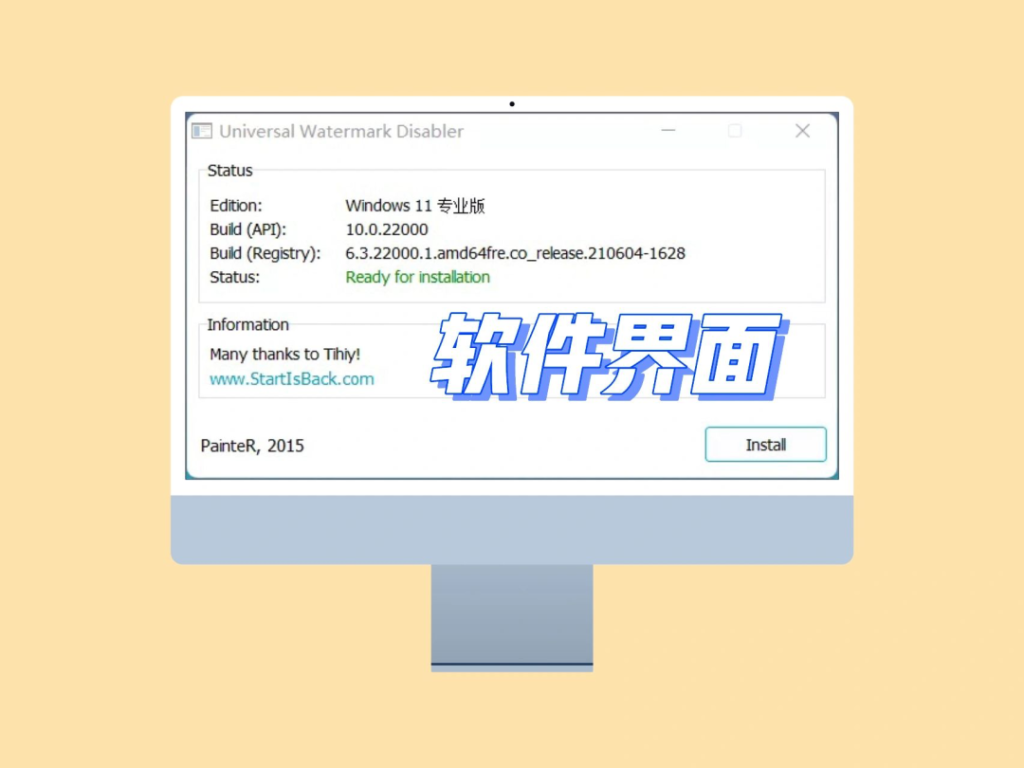 Universal Watermark Disabler
Status
Edition: Windows 11 专业版
Build (API): 10.0.22000
Build (Registry): 6.3.22000.1.amd64fre.co_release.210604-1628
Status: Ready for installation
Information
Many thanks to Tihiy!
www.StartIsBack.com
软件界面
PainteR, 2015
Install